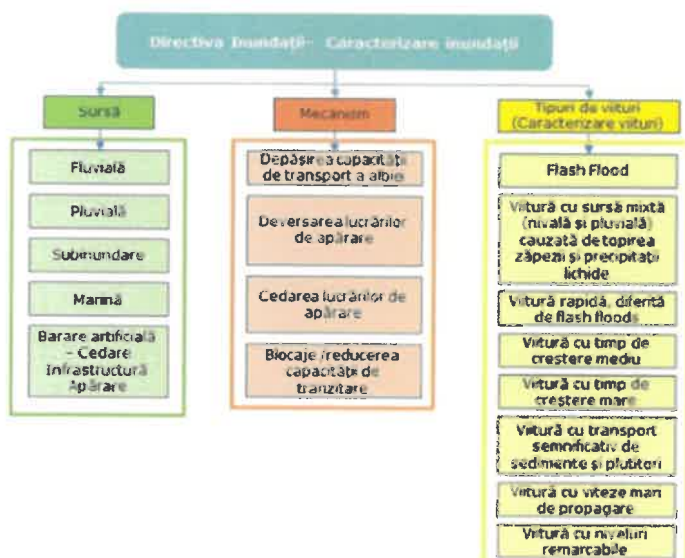 Directiva Inundații- Caracterizare inundații
Sursă
Fluvială
Pluvială
Subinundare
Marină
Barare artificială
- Cedare
Infrastructură
Apărare
Mecanism
Depășirea capacității
de transport a albie
Deversarea lucrărilor
de apărare
Cedarea lucrărilor de
apărare
Blocaje /reducerea
capacității de
tranzitare
Tipuri de viituri
(Caracterizare viituri)
Flash Flood
Viitură cu sursă mixtă
(nivală și pluvială)
cauzată de topirea
zăpezii și precipitații
lichide
Viitură rapidă, diferită
de flash floods
Viitură cu timp de
creștere mediu
Viitură cu timp de
creștere mare
Viitură cu transport
semnificativ de
sedimente și plutitori
Viitură cu viteze mari
de propagare
Viitură cu niveluri
remarcabile